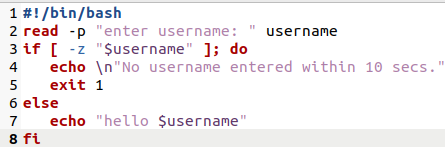 1 #!/bin/bash
2 read -p "enter username: " username
3 if [ -z "$username" ]; do
4    echo \n"No username entered within 10 secs."
5    exit 1
6 else
7    echo "hello $username"
8 fi